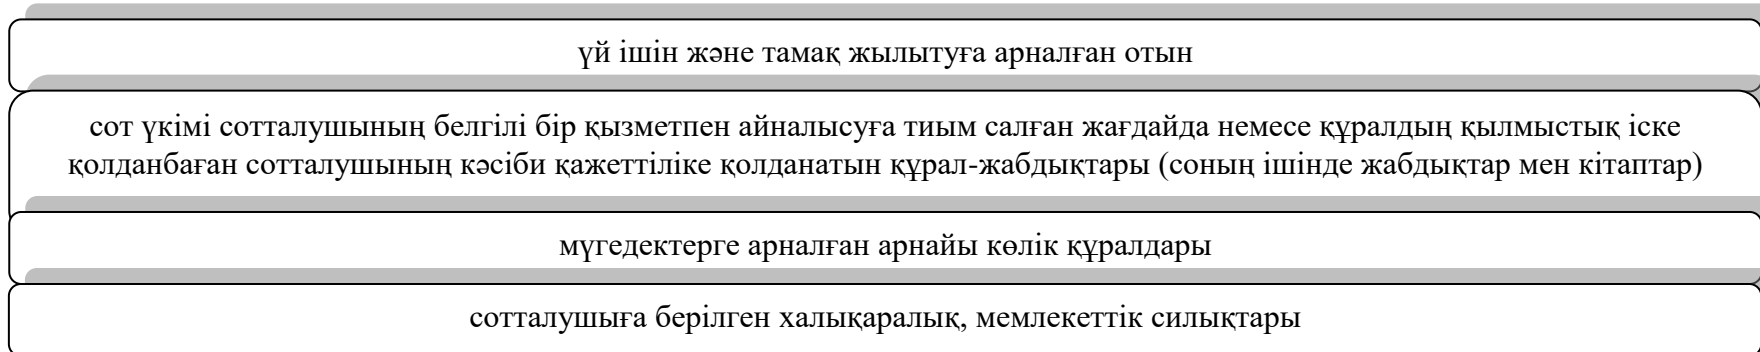 үй ішін және тамақ жылытуға арналған отын
сот үкімі сотталушының белгілі бір қызметпен айналысуға тиым салған жағдайда немесе құралдың қылмыстық іске
қолданбаған сотталушының кәсіби қажеттіліке қолданатын құрал-жабдықтары (соның ішінде жабдықтар мен кітаптар)
мүгедектерге арналған арнайы көлік құралдары
сотталушыға берілген халықаралық, мемлекеттік силықтары